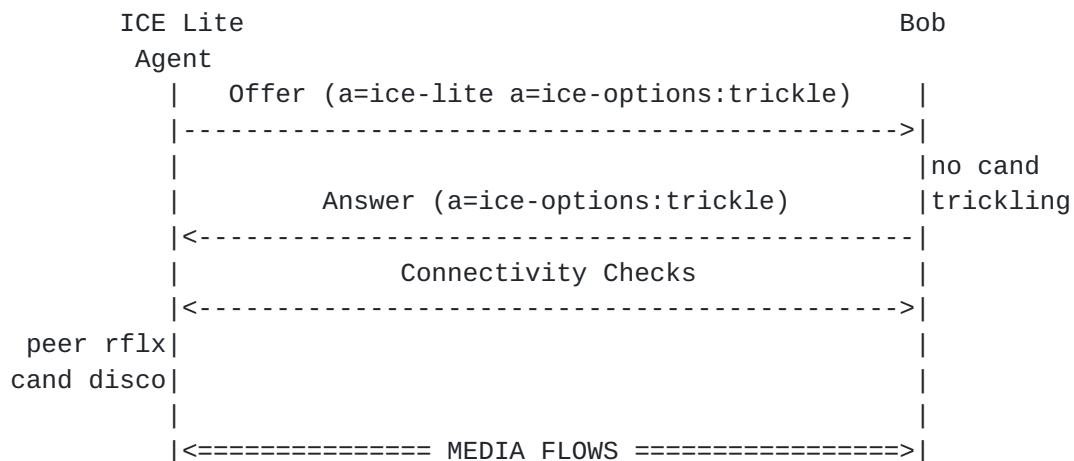 ICE Lite                                          Bob
Agent
|   Offer (a=ice-lite a=ice-options:trickle)    |
|---------------------------------------------->|
|                                               |no cand
|         Answer (a=ice-options:trickle)        |trickling
|<----------------------------------------------|
|              Connectivity Checks              |
|<--------------------------------------------->|
peer rflx|                                               |
cand disco|                                               |
|                                               |
|<=============== MEDIA FLOWS =================>|